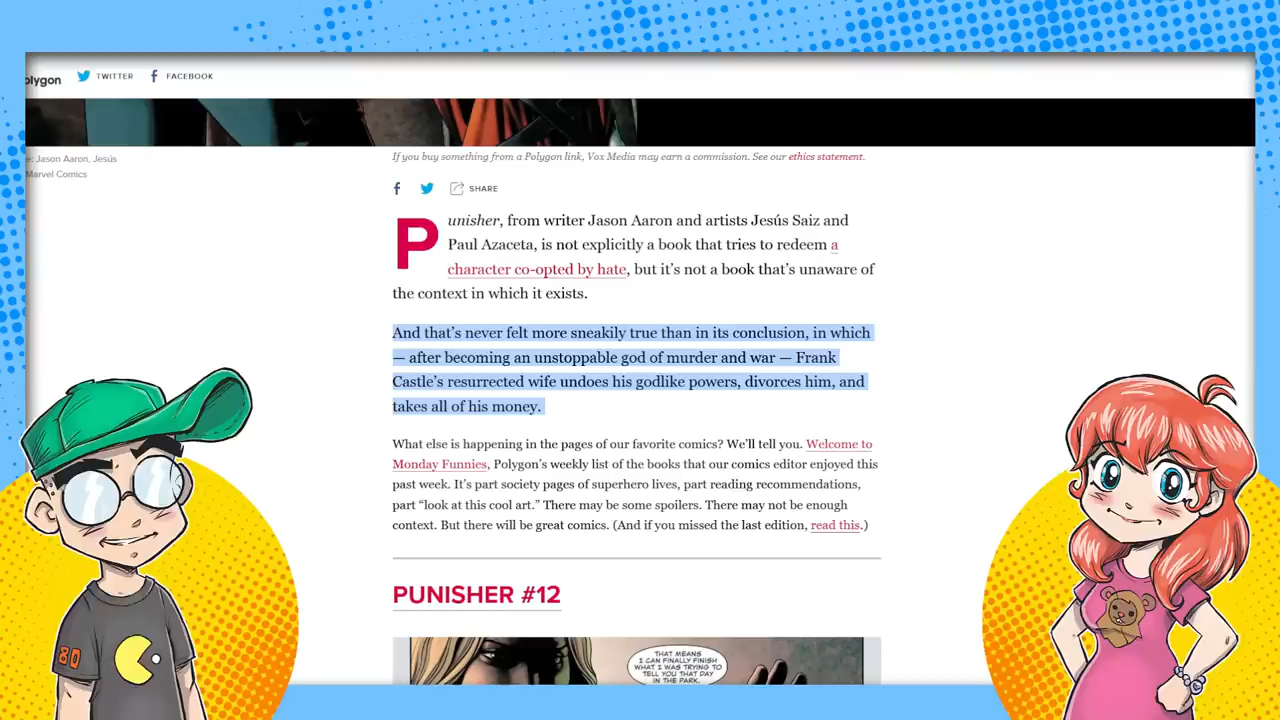 olygon TWITTER FACEBOOK
e: Jason Aaron, Jesús
Marvel Comics
If you buy something from a Polygon link, Vox Media may earn a commission. See our ethics statement.
SHARE
Punisher, from writer Jason Aaron and artists Jesús Saiz and
Paul Azaceta, is not explicitly a book that tries to redeem a
character co-opted by hate, but it's not a book that's unaware of
the context in which it exists.
And that's never felt more sneakily true than in its conclusion, in which
— after becoming an unstoppable god of murder and war — Frank
Castle's resurrected wife undoes his godlike powers, divorces him, and
takes all of his money.
What else is happening in the pages of our favorite comics? We'll tell you. Welcome to
Monday Funnies, Polygon's weekly list of the books that our comics editor enjoyed this
past week. It's part society pages of superhero lives, part reading recommendations,
part "look at this cool art." There may be some spoilers. There may not be enough
context. But there will be great comics. (And if you missed the last edition, read this.)
PUNISHER #12
THAT MEANS
I CAN FINALLY FINISH
WHAT I WAS TRYING TO
TELL YOU THAT DAY
IN THE PARK,
80